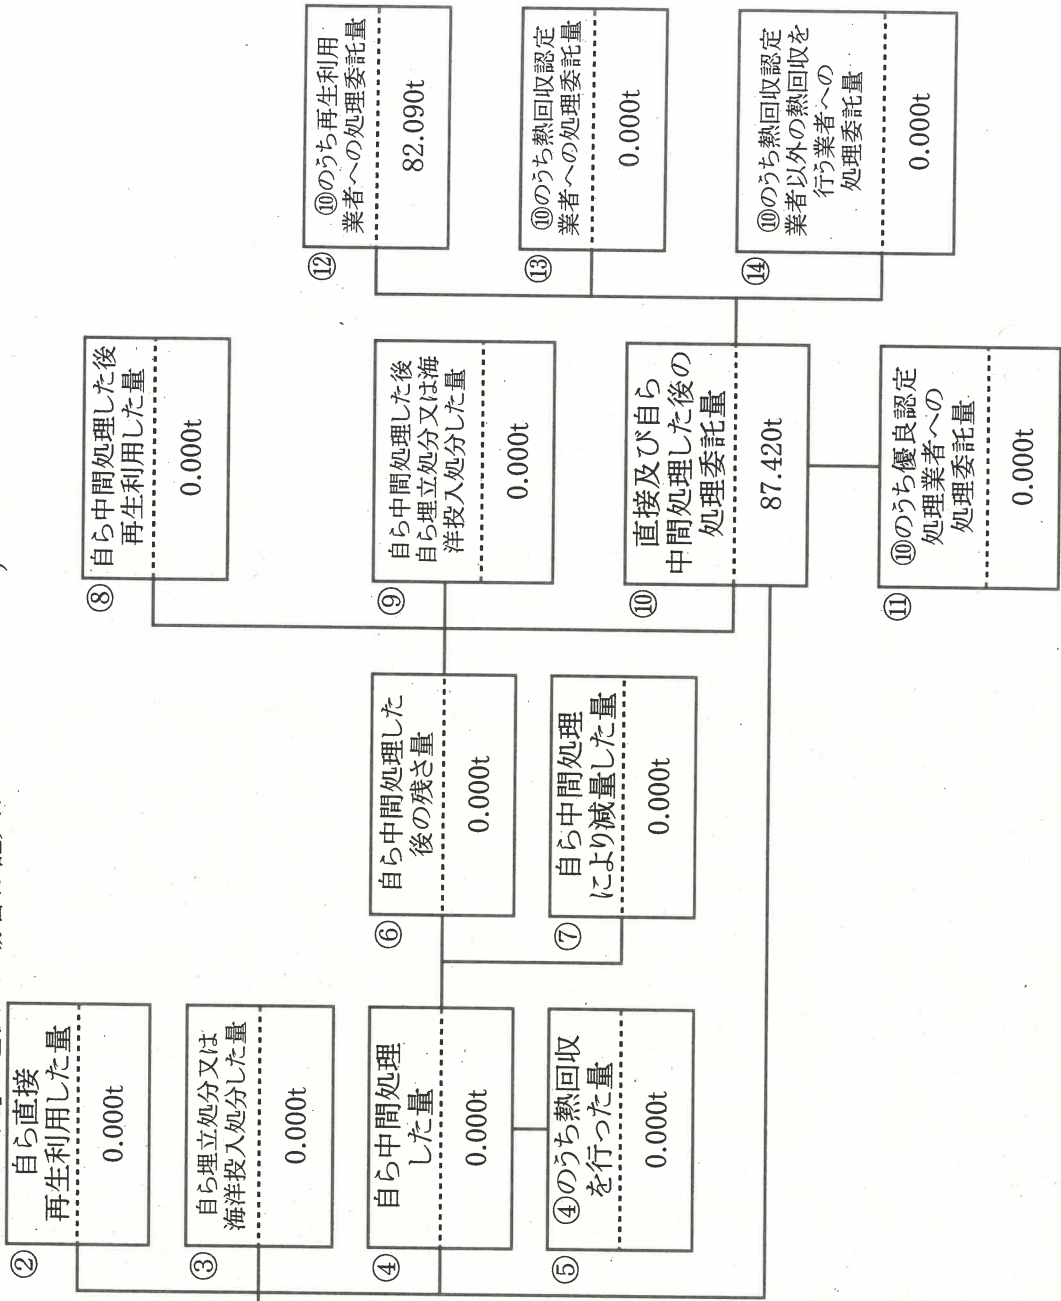 ②
自ら直接
再生利用した量
0.000t
③
自ら埋立処分又は
海洋投入処分した量
0.000t
④
自ら中間処理
した量
0.000t
⑤
④のうち熱回収
を行った量
0.000t
⑥
自ら中間処理した
後の残さ量
0.000t
⑦
自ら中間処理
により減量した量
0.000t
⑧
自ら中間処理した後
再生利用した量
0.000t
⑨
自ら中間処理した後
自ら埋立処分又は海
洋投入処分した量
0.000t
⑩
直接及び自ら
中間処理した後の
処理委託量
87.420t
⑪
⑩のうち優良認定
処理業者への
処理委託量
0.000t
⑫
⑩のうち再生利用
業者への処理委託量
82.090t
⑬
⑩のうち熱回収認定
業者への処理委託量
0.000t
⑭
⑩のうち熱回収認定
業者以外の熱回収を
行う業者への
処理委託量
0.000t